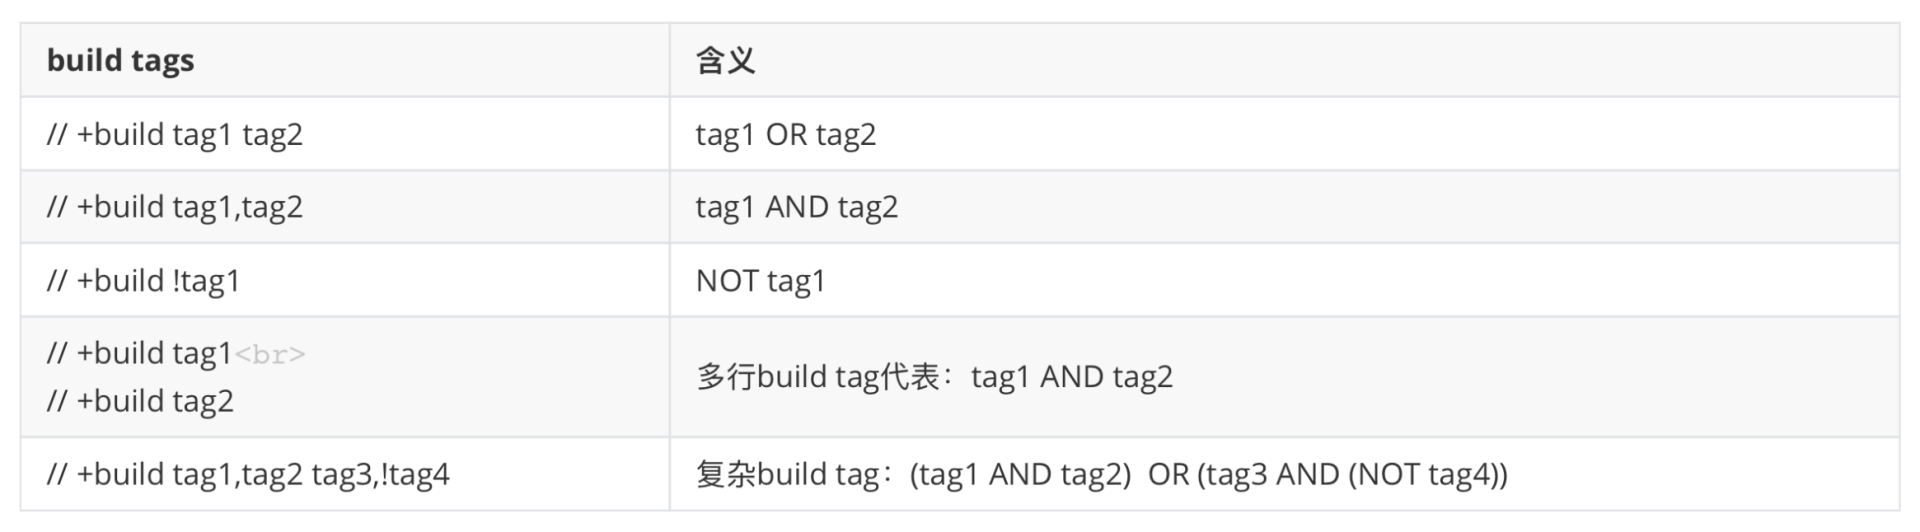 build tags
含义
// +build tag1 tag2
tag1 OR tag2
// +build tag1,tag2
tag1 AND tag2
// +build !tag1
NOT tag1
// +build tag1<br>
// +build tag2
多行build tag代表：tag1 AND tag2
// +build tag1,tag2 tag3,!tag4
复杂build tag：(tag1 AND tag2)  OR (tag3 AND (NOT tag4))